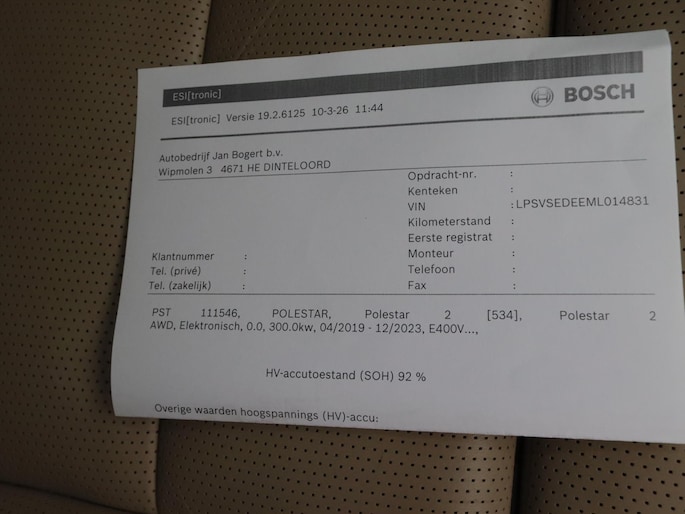 ESI[tronic]
ESI[tronic] Versie 19.2.6125 10-3-26 11:44
BOSCH
Autobedrijf Jan Bogert b.v.
Wipmolen 3 4671 HE DINTELOORD
Opdracht-nr. :
Kenteken :
VIN :LPSVSEDEEML014831
Kilometerstand :
Eerste registrat :
Klantnummer : Monteur :
Tel. (privé) : Telefoon :
Tel. (zakelijk) : Fax :
PST 111546, POLESTAR, Polestar 2 [534], Polestar 2
AWD, Elektronisch, 0.0, 300.0kw, 04/2019 - 12/2023, E400V...,
HV-accutoestand (SOH) 92 %
Overige waarden hoogspannings (HV)-accu: